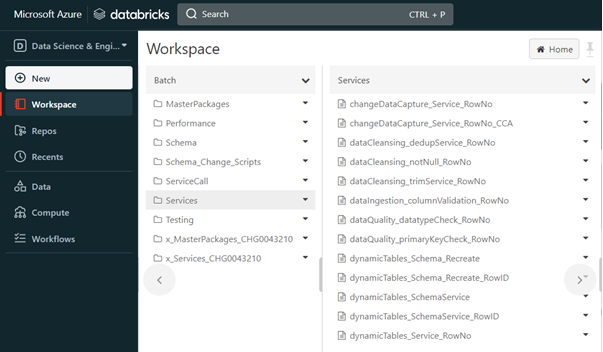 Microsoft Azure databricks Search CTRL + P
D Data Science & Engi...
New
Workspace
Repos
Recents
Data
Compute
Workflows
Workspace Home
Batch
MasterPackages
Performance
Schema
Schema_Change_Scripts
ServiceCall
Services
Testing
x_MasterPackages_CHG0043210
x_Services_CHG0043210
Services
changeDataCapture_Service_RowNo
changeDataCapture_Service_RowNo_CCA
dataCleansing_dedupService_RowNo
dataCleansing_notNull_RowNo
dataCleansing_trimService_RowNo
dataIngestion_columnValidation_RowNo
dataQuality_datatypeCheck_RowNo
dataQuality_primaryKeyCheck_RowNo
dynamicTables_Schema_Recreate
dynamicTables_Schema_Recreate_RowID
dynamicTables_SchemaService
dynamicTables_SchemaService_RowID
dynamicTables_Service_RowNo